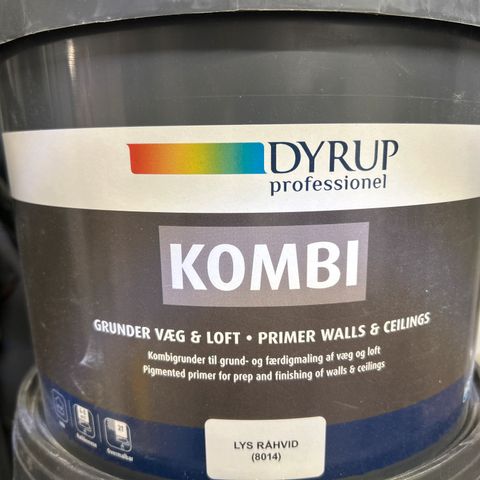 DYRUP
professionel
KOMBI
GRUNDER VÆG & LOFT • PRIMER WALLS & CEILINGS
Kombigrunder til grund- og færdigmaling af væg og loft
Pigmented primer for prep and finishing of walls & ceilings
LYS RÅHVID
(8014)